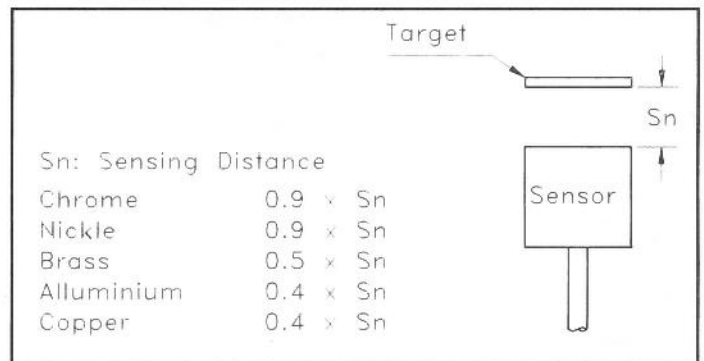 Target
Sn
Sn: Sensing Distance
Sensor
Chrome 0.9 × Sn
Nickle 0.9 × Sn
Brass 0.5 × Sn
Alluminium 0.4 × Sn
Copper 0.4 × Sn